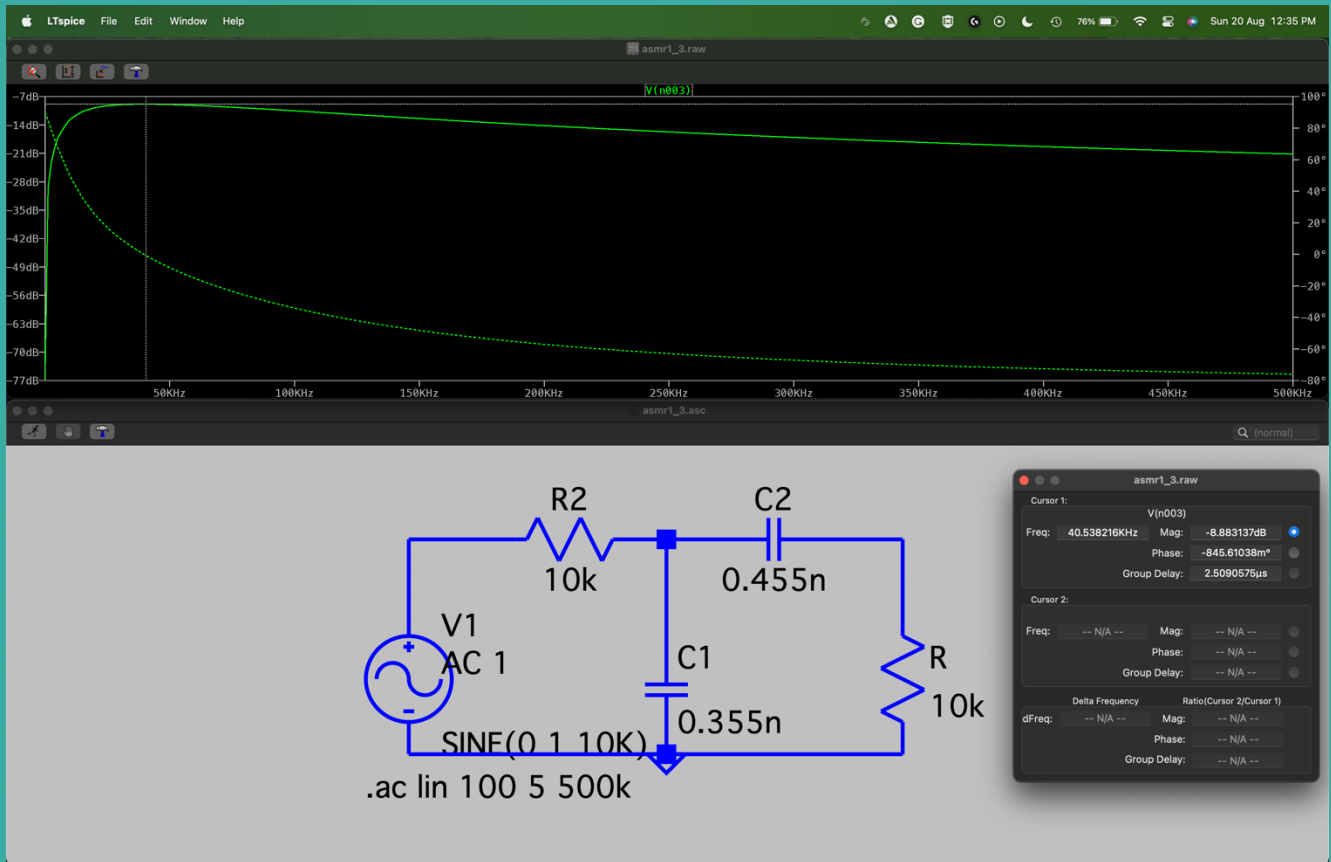 LTspice File Edit Window Help 76% Sun 20 Aug 12:35 PM
asmr1_3.raw
V(n003)
-7dB
-14dB
-21dB
-28dB
-35dB
-42dB
-49dB
-56dB
-63dB
-70dB
-77dB
100°
80°
60°
40°
20°
0°
-20°
-40°
-60°
-80°
50KHz 100KHz 150KHz 200KHz 250KHz 300KHz 350KHz 400KHz 450KHz 500KHz
asmr1_3.asc
(normal)
R2
10k
C2
0.455n
V1
AC 1
SINE(0 1 10K)
C1
0.355n
R
10k
.ac lin 100 5 500k
asmr1_3.raw
Cursor 1:
V(n003)
Freq: 40.538216KHz Mag: -8.883137dB
Phase: -845.61038m°
Group Delay: 2.5090575µs
Cursor 2:
Freq: -- N/A -- Mag: -- N/A --
Phase: -- N/A --
Group Delay: -- N/A --
Delta Frequency Ratio(Cursor 2/Cursor 1)
dFreq: -- N/A -- Mag: -- N/A --
Phase: -- N/A --
Group Delay: -- N/A --